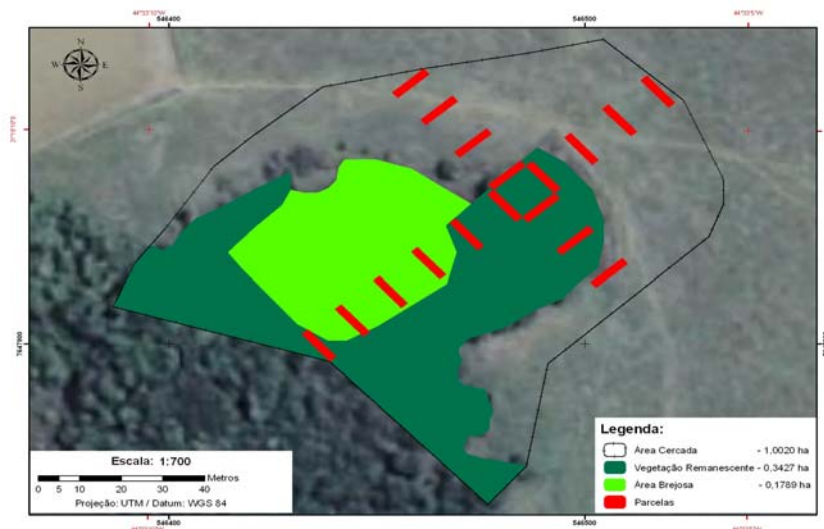 546400
546500
N
W E
S
7647900
Escala: 1:700
Metros
0 5 10 20 30 40
Projeção: UTM / Datum: WGS 84
Legenda:
Área Cercada - 1,0020 ha
Vegetação Remanescente - 0,3427 ha
Área Brejosa - 0,1789 ha
Parcelas
546400
546500